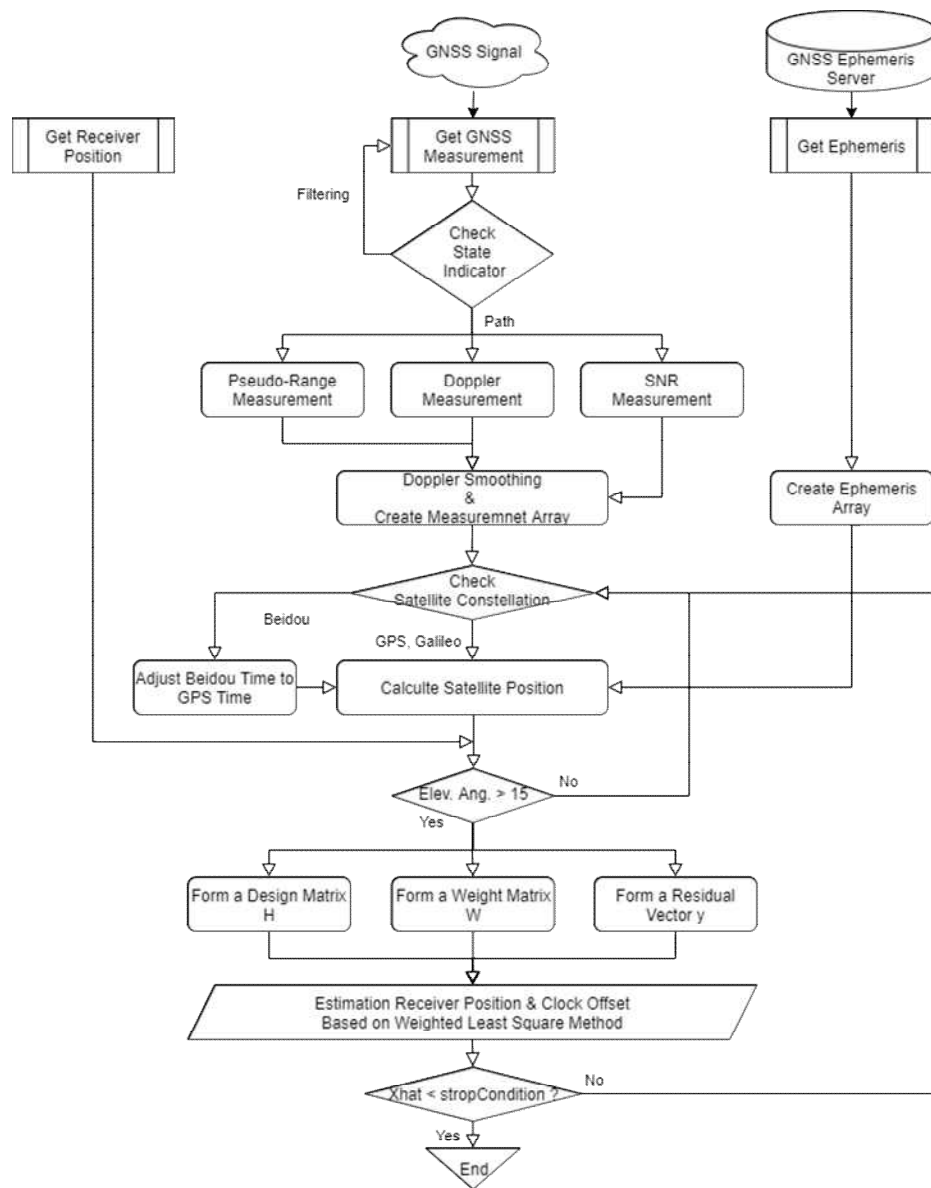 GNSS Signal
GNSS Ephemeris
Server
Get Receiver
Position
Get GNSS
Measurement
Get Ephemeris
Filtering
Check
State
Indicator
Path
Pseudo-Range
Measurement
Doppler
Measurement
SNR
Measurement
Doppler Smoothing
&
Create Measuremnet Array
Create Ephemeris
Array
Check
Satellite Constellation
Beidou
GPS, Galileo
Adjust Beidou Time to
GPS Time
Calculte Satellite Position
Elev. Ang. > 15
No
Yes
Form a Design Matrix
H
Form a Weight Matrix
W
Form a Residual
Vector y
Estimation Receiver Position & Clock Offset
Based on Weighted Least Square Method
Xhat < stropCondition ?
No
Yes
End